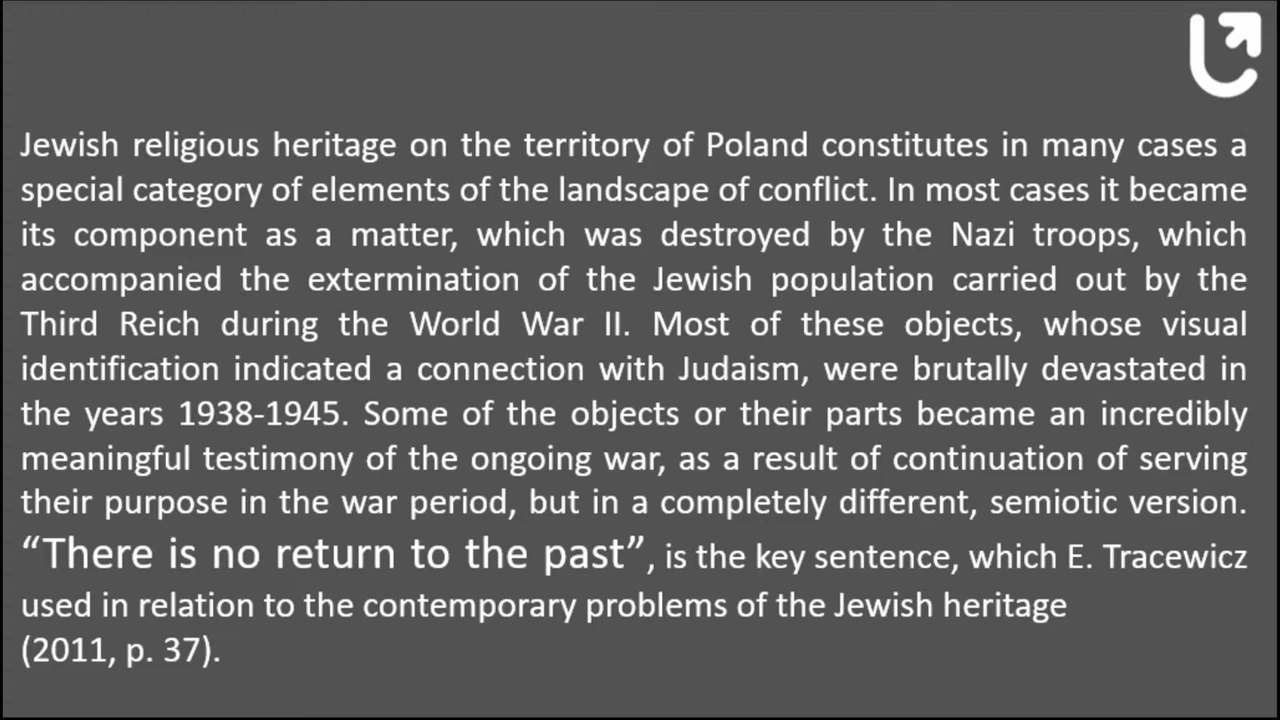 Jewish religious heritage on the territory of Poland constitutes in many cases a
special category of elements of the landscape of conflict. In most cases it became
its component as a matter, which was destroyed by the Nazi troops, which
accompanied the extermination of the Jewish population carried out by the
Third Reich during the World War II. Most of these objects, whose visual
identification indicated a connection with Judaism, were brutally devastated in
the years 1938-1945. Some of the objects or their parts became an incredibly
meaningful testimony of the ongoing war, as a result of continuation of serving
their purpose in the war period, but in a completely different, semiotic version.
“There is no return to the past”, is the key sentence, which E. Tracewicz
used in relation to the contemporary problems of the Jewish heritage
(2011, p. 37).